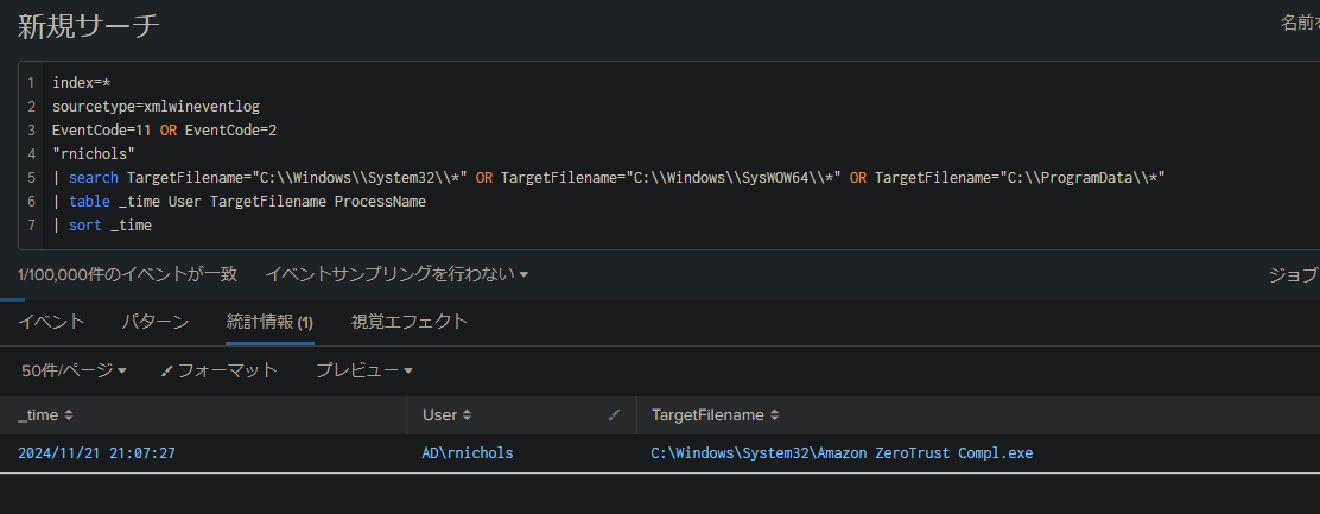 新規サーチ
名前
1 index=*
2 sourcetype=xmlwineventlog
3 EventCode=11 OR EventCode=2
4 "rnichols"
5 | search TargetFilename="C:\\Windows\\System32\\*" OR TargetFilename="C:\\Windows\\SysWOW64\\*" OR TargetFilename="C:\\ProgramData\\*"
6 | table _time User TargetFilename ProcessName
7 | sort _time
1/100,000件のイベントが一致 イベントサンプリングを行わない ジョブ
イベント パターン 統計情報 (1) 視覚エフェクト
50件/ページ フォーマット プレビュー
_time User TargetFilename
2024/11/21 21:07:27 AD\rnichols C:\Windows\System32\Amazon ZeroTrust Compl.exe